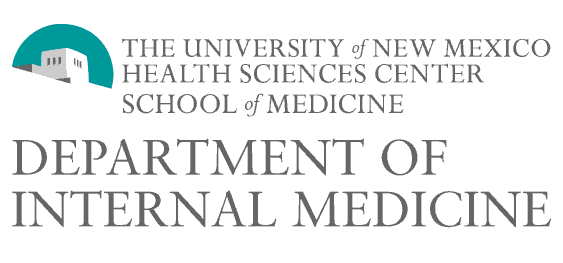 THE UNIVERSITY of NEW MEXICO
HEALTH SCIENCES CENTER
SCHOOL of MEDICINE
DEPARTMENT OF
INTERNAL MEDICINE